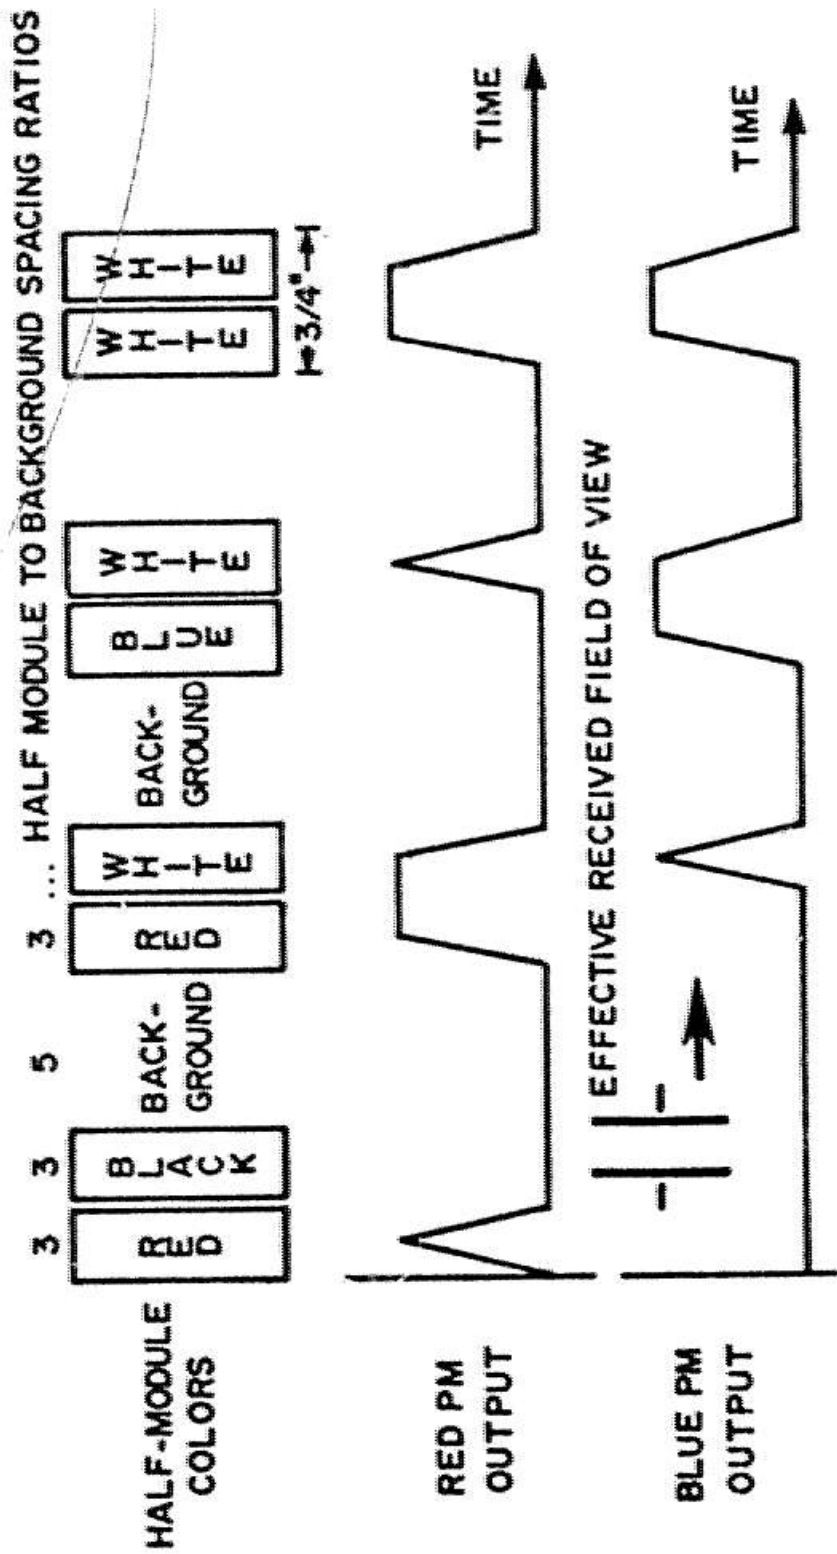 3 3 5 3 ... HALF MODULE TO BACKGROUND SPACING RATIOS
HALF-MODULE
COLORS
RED
BLACK
BACK-
GROUND
RED
WHITE
BACK-
GROUND
BLUE
WHITE
WHITE
WHITE
3/4"
RED PM
OUTPUT
TIME
EFFECTIVE RECEIVED FIELD OF VIEW
BLUE PM
OUTPUT
TIME